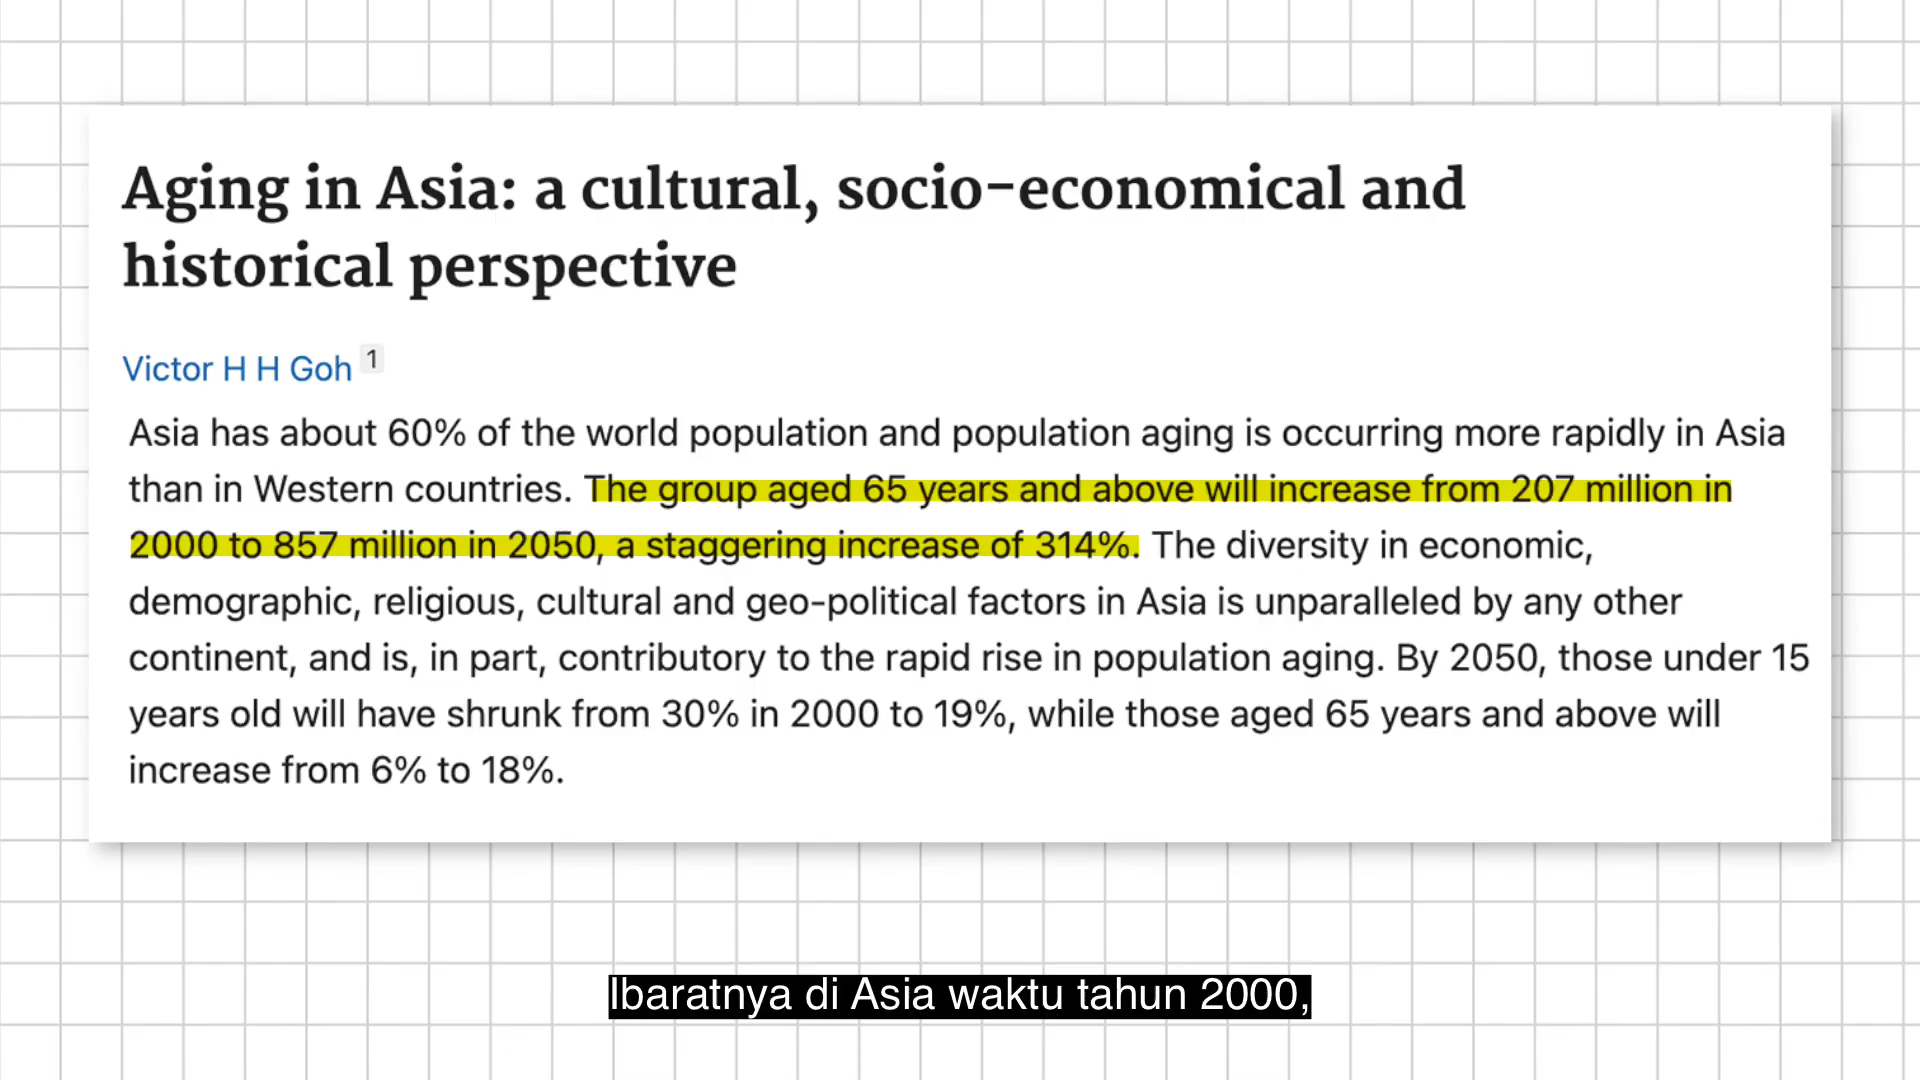 Aging in Asia: a cultural, socio-economical and
historical perspective
Victor H H Goh 1
Asia has about 60% of the world population and population aging is occurring more rapidly in Asia
than in Western countries. The group aged 65 years and above will increase from 207 million in
2000 to 857 million in 2050, a staggering increase of 314%. The diversity in economic,
demographic, religious, cultural and geo-political factors in Asia is unparalleled by any other
continent, and is, in part, contributory to the rapid rise in population aging. By 2050, those under 15
years old will have shrunk from 30% in 2000 to 19%, while those aged 65 years and above will
increase from 6% to 18%.
Ibaratnya di Asia waktu tahun 2000,